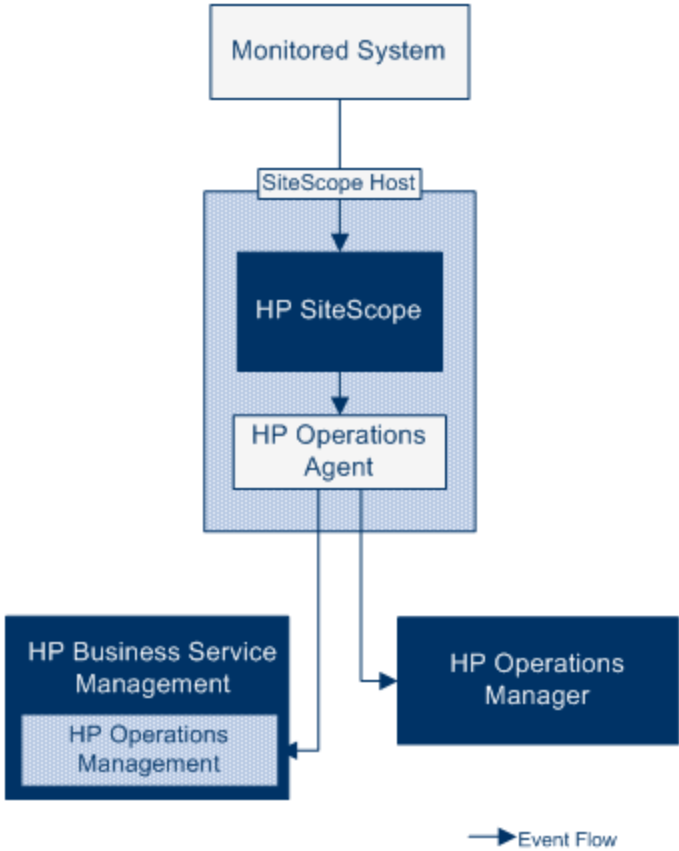 Monitored System
SiteScope Host
HP SiteScope
HP Operations
Agent
HP Business Service
Management
HP Operations
Management
HP Operations
Manager
Event Flow